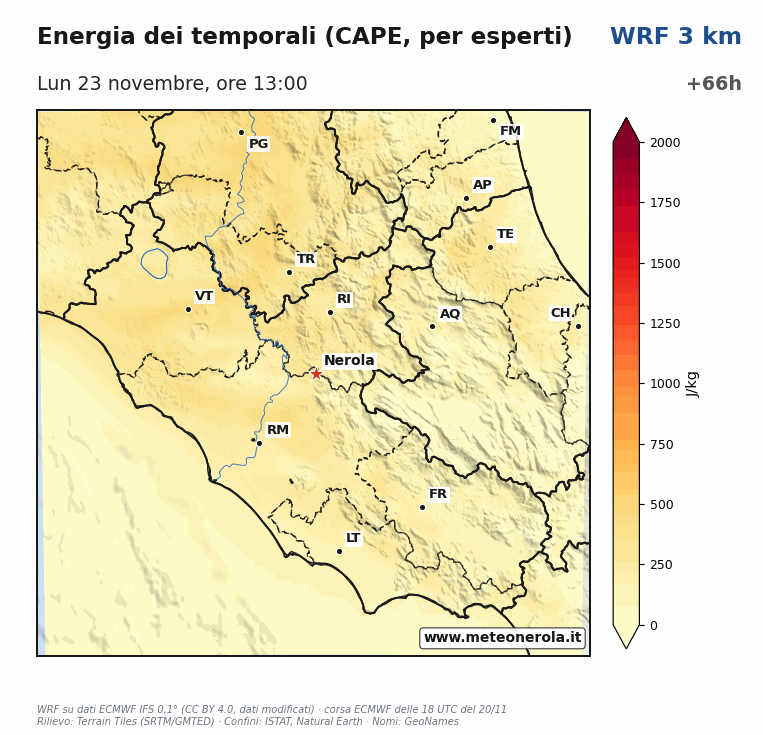 Energia dei temporali (CAPE, per esperti)
WRF 3 km
Lun 23 novembre, ore 13:00
+66h
FM
PG
AP
TE
TR
VT
RI
AQ
CH
Nerola
RM
FR
LT
www.meteonerola.it
2000
1750
1500
1250
1000
750
500
250
0
J/kg
WRF su dati ECMWF IFS 0,1° (CC BY 4.0, dati modificati) · corsa ECMWF delle 18 UTC del 20/11
Rilievo: Terrain Tiles (SRTM/GMTED) · Confini: ISTAT, Natural Earth · Nomi: GeoNames